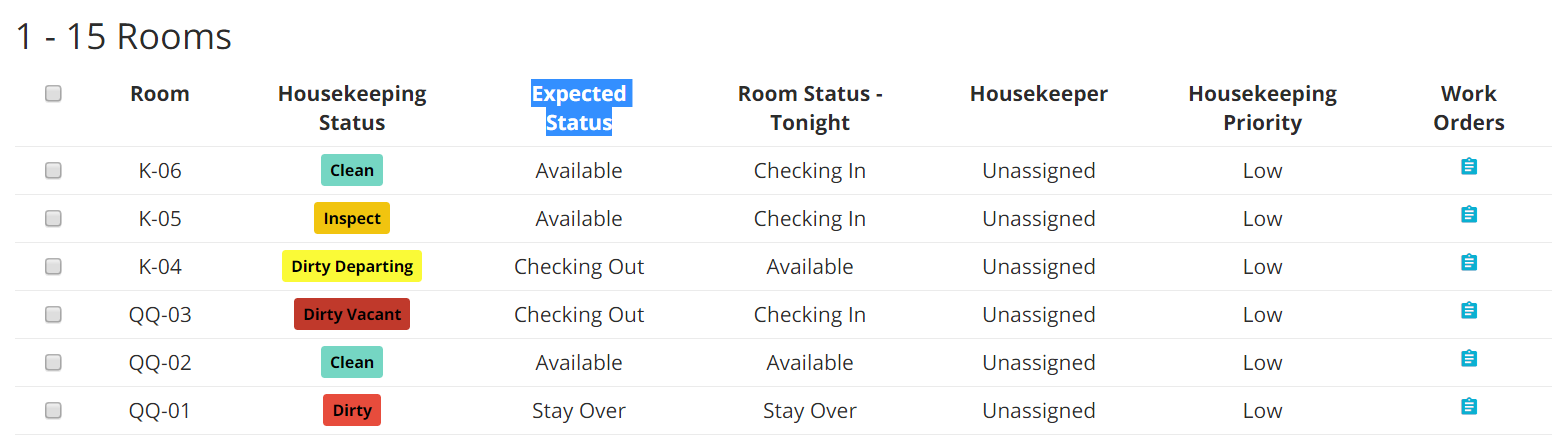 1 - 15 Rooms
Room Housekeeping Status Expected Status Room Status - Tonight Housekeeper Housekeeping Priority Work Orders
K-06 Clean Available Checking In Unassigned Low
K-05 Inspect Available Checking In Unassigned Low
K-04 Dirty Departing Checking Out Available Unassigned Low
QQ-03 Dirty Vacant Checking Out Checking In Unassigned Low
QQ-02 Clean Available Available Unassigned Low
QQ-01 Dirty Stay Over Stay Over Unassigned Low